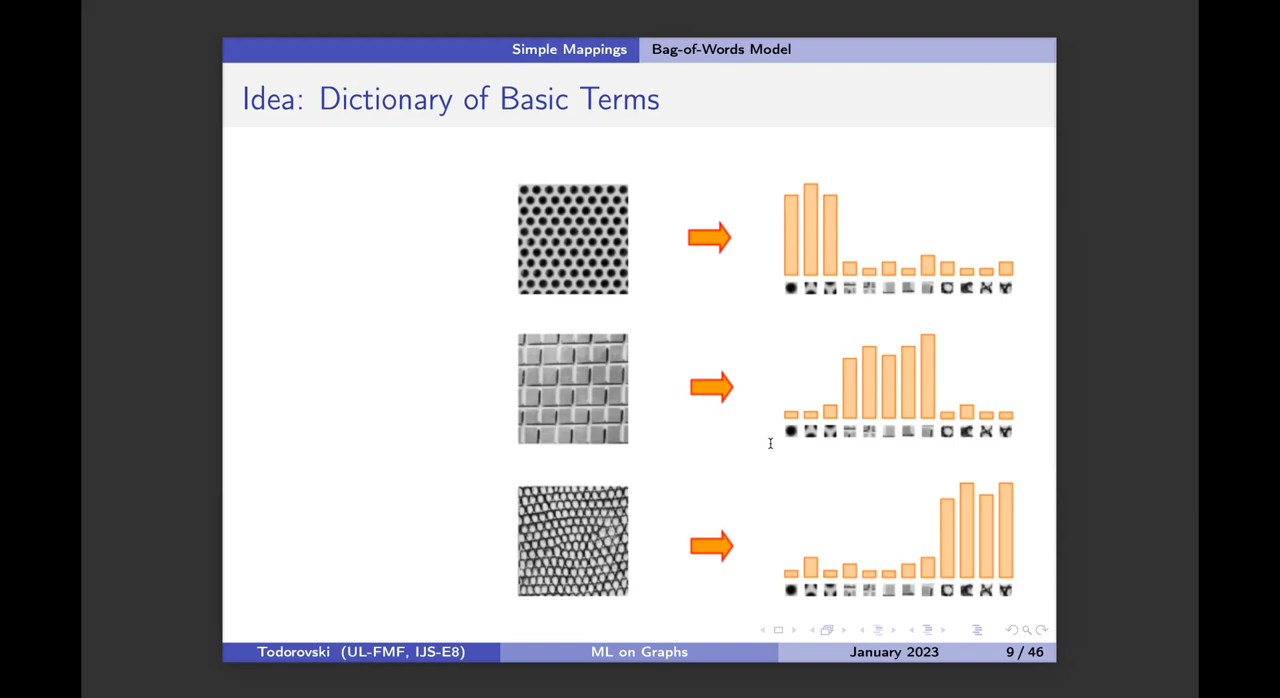 Simple Mappings Bag-of-Words Model
Idea: Dictionary of Basic Terms
Todorovski (UL-FMF, IJS-E8) ML on Graphs January 2023 9 / 46